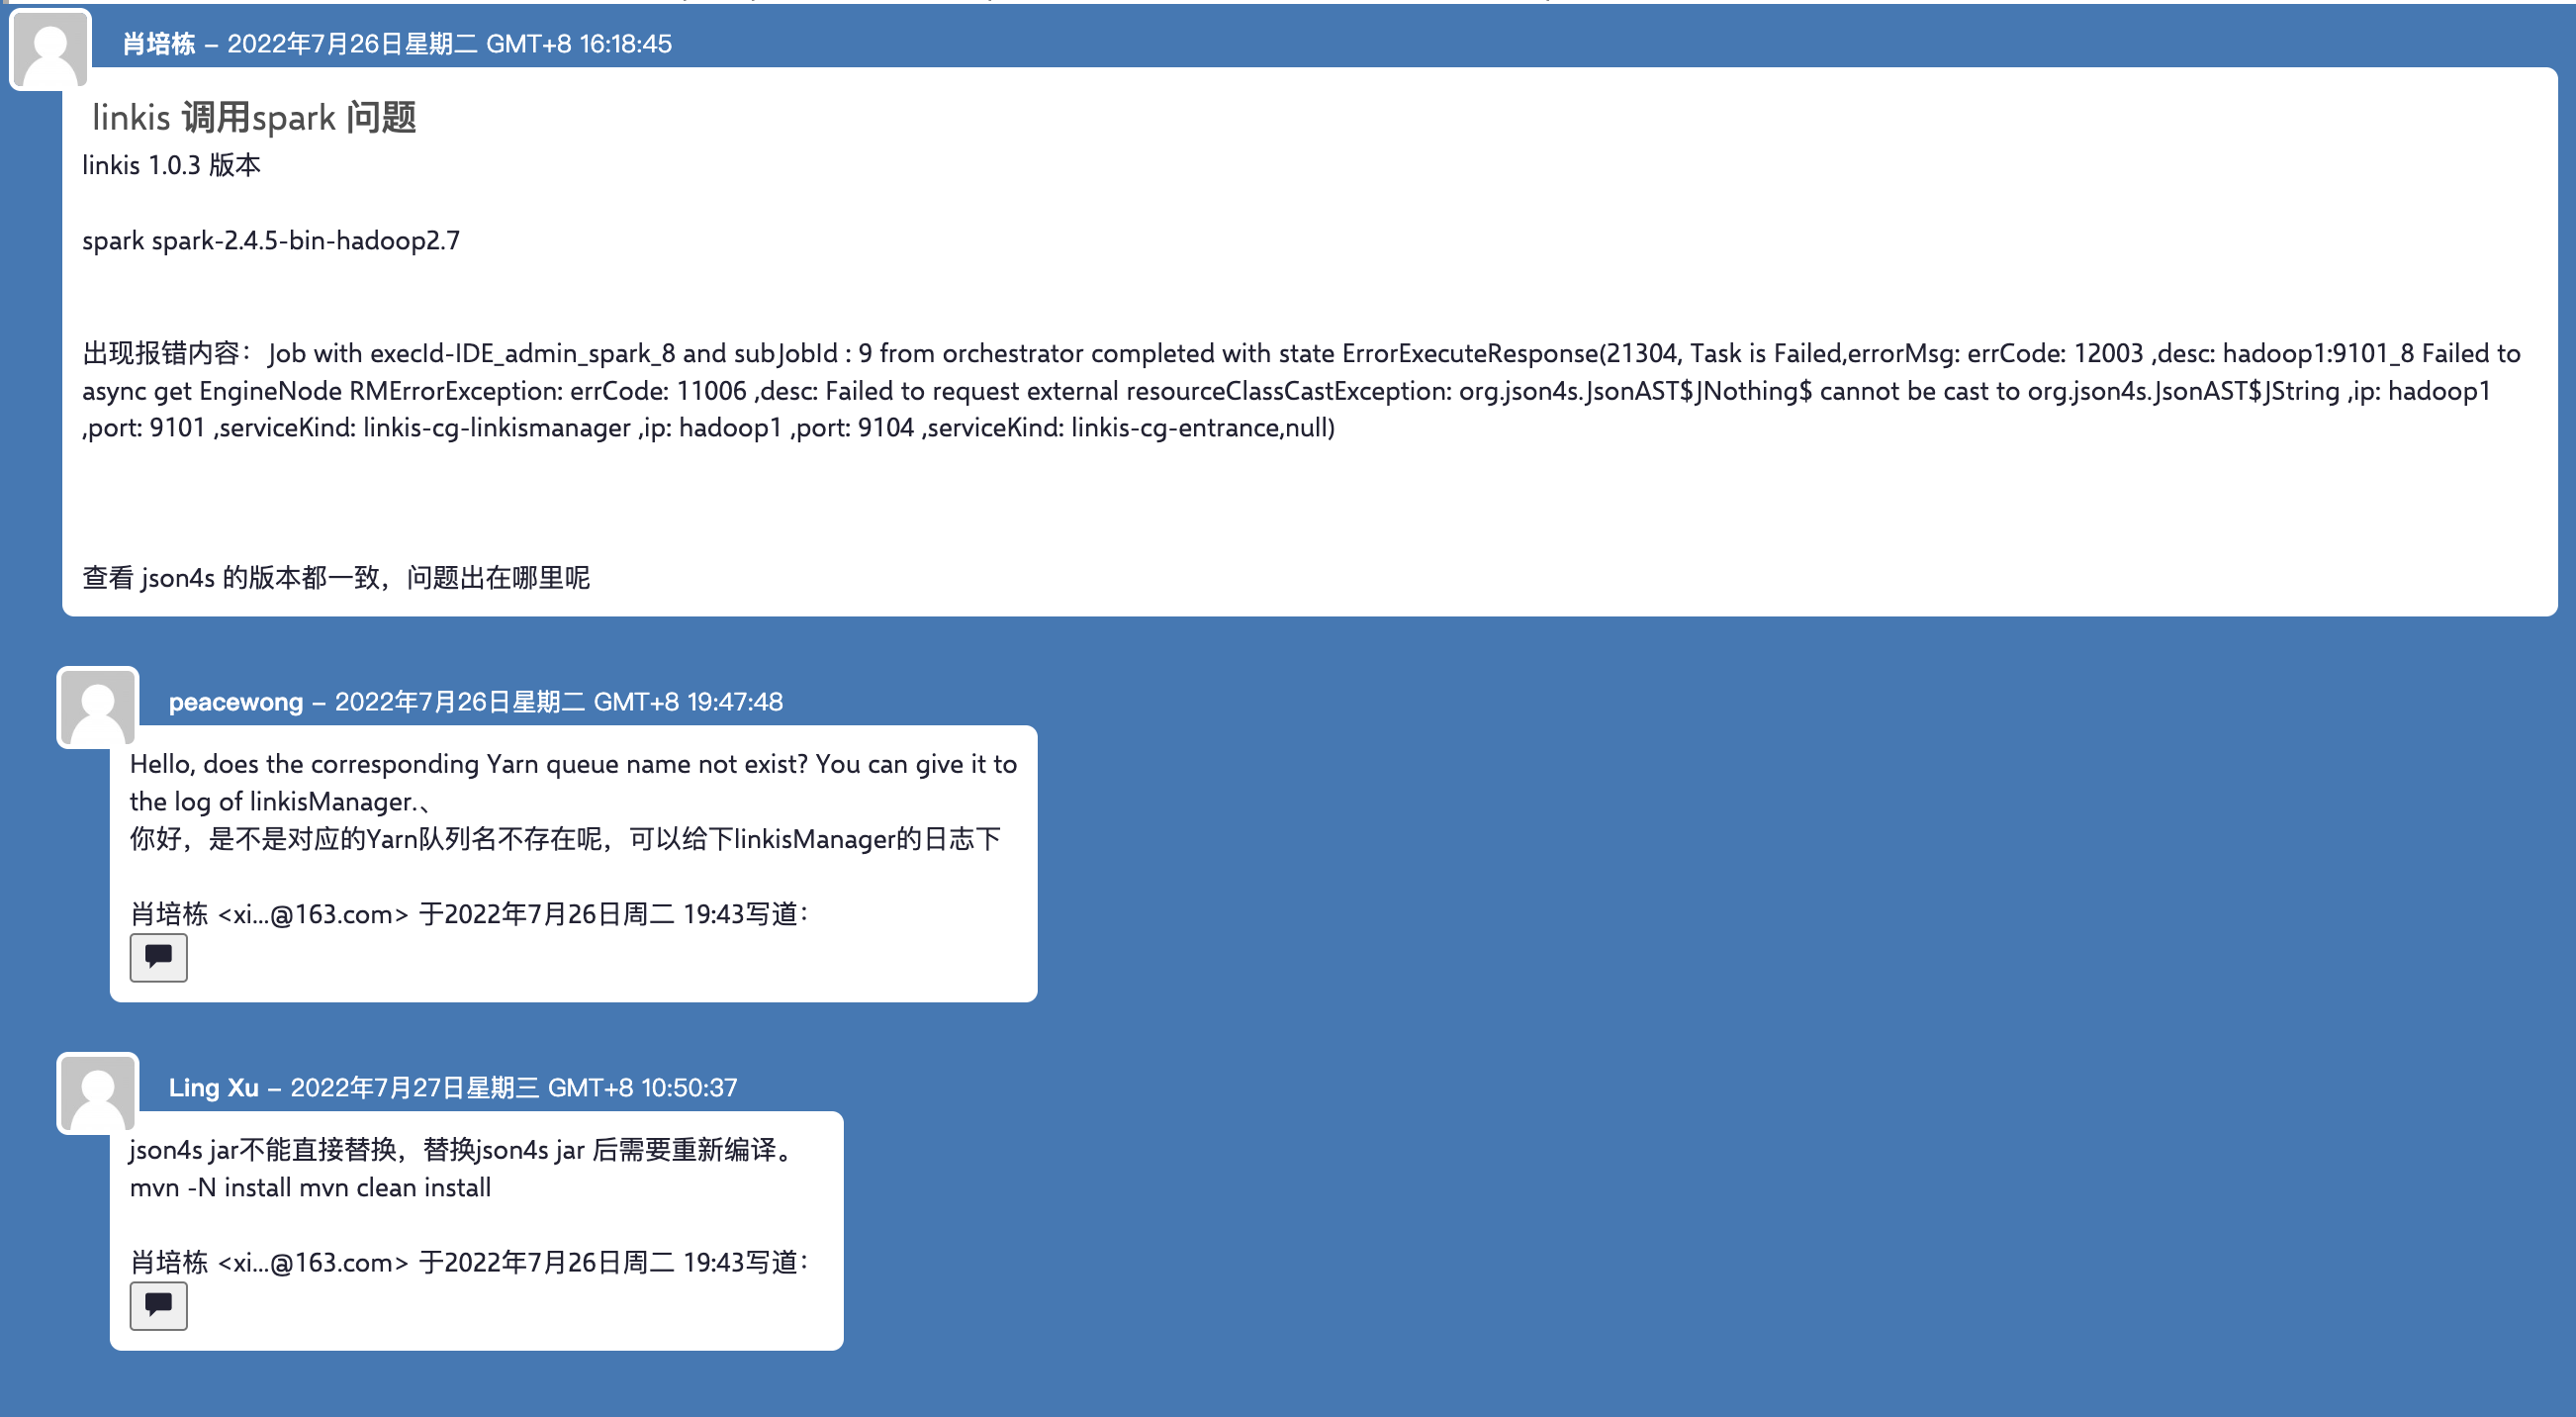 肖培栋 – 2022年7月26日星期二 GMT+8 16:18:45
linkis 调用spark 问题
linkis 1.0.3 版本
spark spark-2.4.5-bin-hadoop2.7
出现报错内容：Job with execId-IDE_admin_spark_8 and subJobId : 9 from orchestrator completed with state ErrorExecuteResponse(21304, Task is Failed,errorMsg: errCode: 12003 ,desc: hadoop1:9101_8 Failed to
async get EngineNode RMErrorException: errCode: 11006 ,desc: Failed to request external resourceClassCastException: org.json4s.JsonAST$JNothing$ cannot be cast to org.json4s.JsonAST$JString ,ip: hadoop1
,port: 9101 ,serviceKind: linkis-cg-linkismanager ,ip: hadoop1 ,port: 9104 ,serviceKind: linkis-cg-entrance,null)
查看 json4s 的版本都一致，问题出在哪里呢
peacewong – 2022年7月26日星期二 GMT+8 19:47:48
Hello, does the corresponding Yarn queue name not exist? You can give it to
the log of linkisManager.、
你好，是不是对应的Yarn队列名不存在呢，可以给下linkisManager的日志下
肖培栋 <xi...@163.com> 于2022年7月26日周二 19:43写道：
Ling Xu – 2022年7月27日星期三 GMT+8 10:50:37
json4s jar不能直接替换，替换json4s jar 后需要重新编译。
mvn -N install mvn clean install
肖培栋 <xi...@163.com> 于2022年7月26日周二 19:43写道：